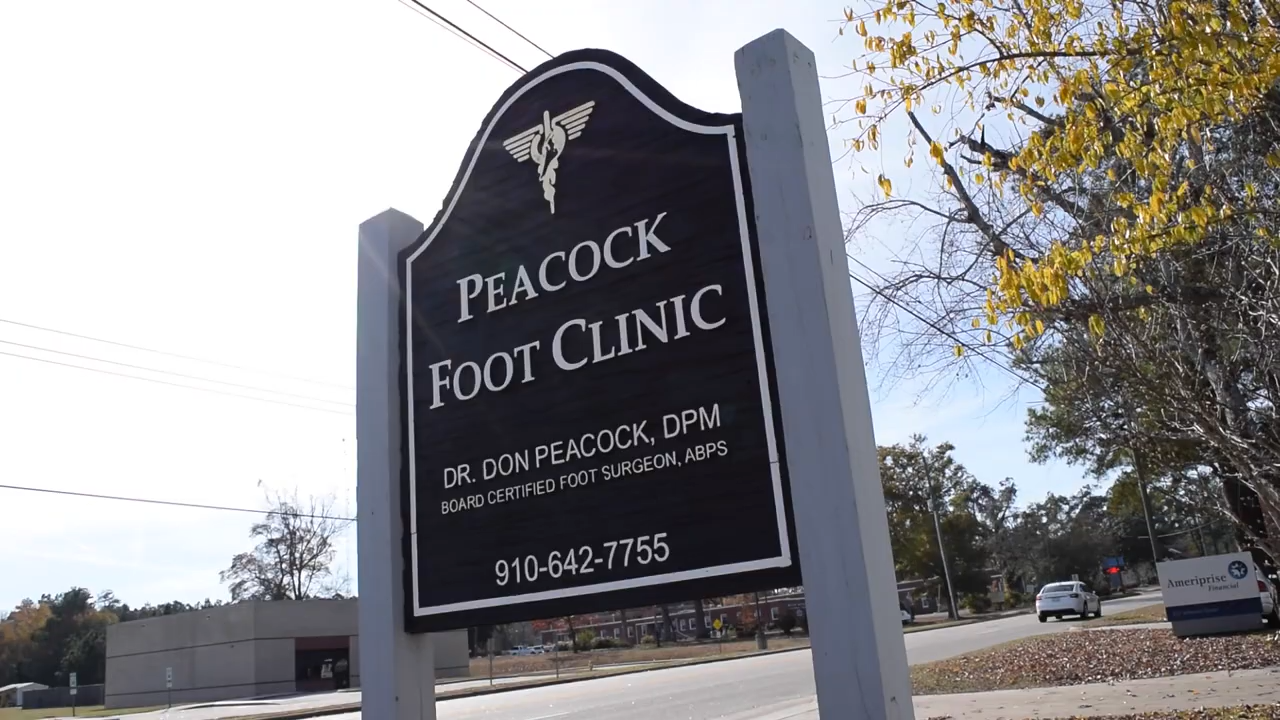 PEACOCK
FOOT CLINIC
DR. DON PEACOCK, DPM
BOARD CERTIFIED FOOT SURGEON, ABPS
910-642-7755
Ameriprise
Financial